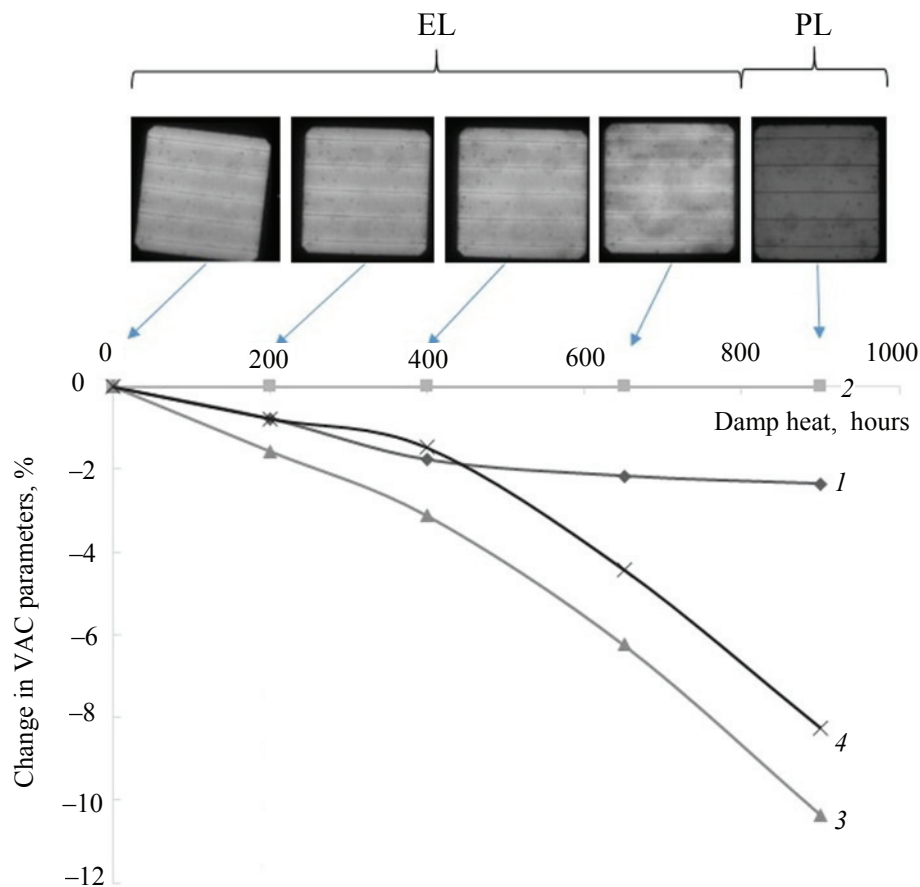 EL PL
0 200 400 600 800 1000
0 2
Damp heat, hours
–2 1
–4
–6
–8 4
–10 3
–12
Change in VAC parameters, %